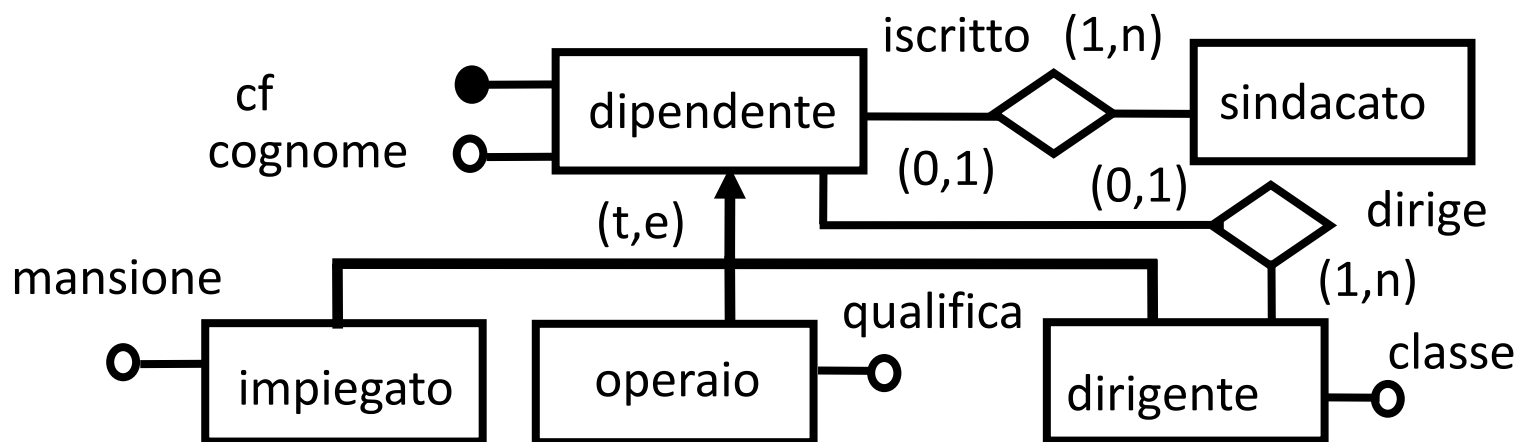 iscritto (1,n)
cf
dipendente
sindacato
cognome
(0,1)
(0,1)
dirige
(t,e)
mansione
(1,n)
qualifica
classe
impiegato
operaio
dirigente